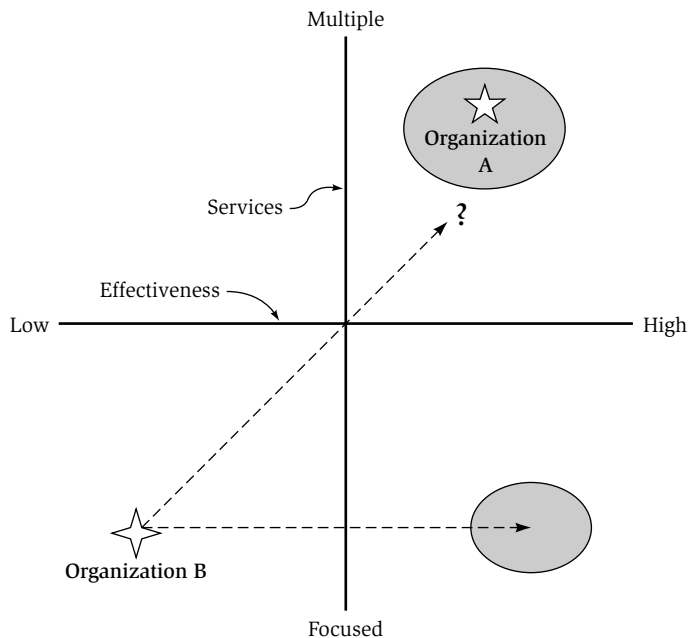 Multiple
Organization
A
Services
?
Effectiveness
Low
High
Organization B
Focused